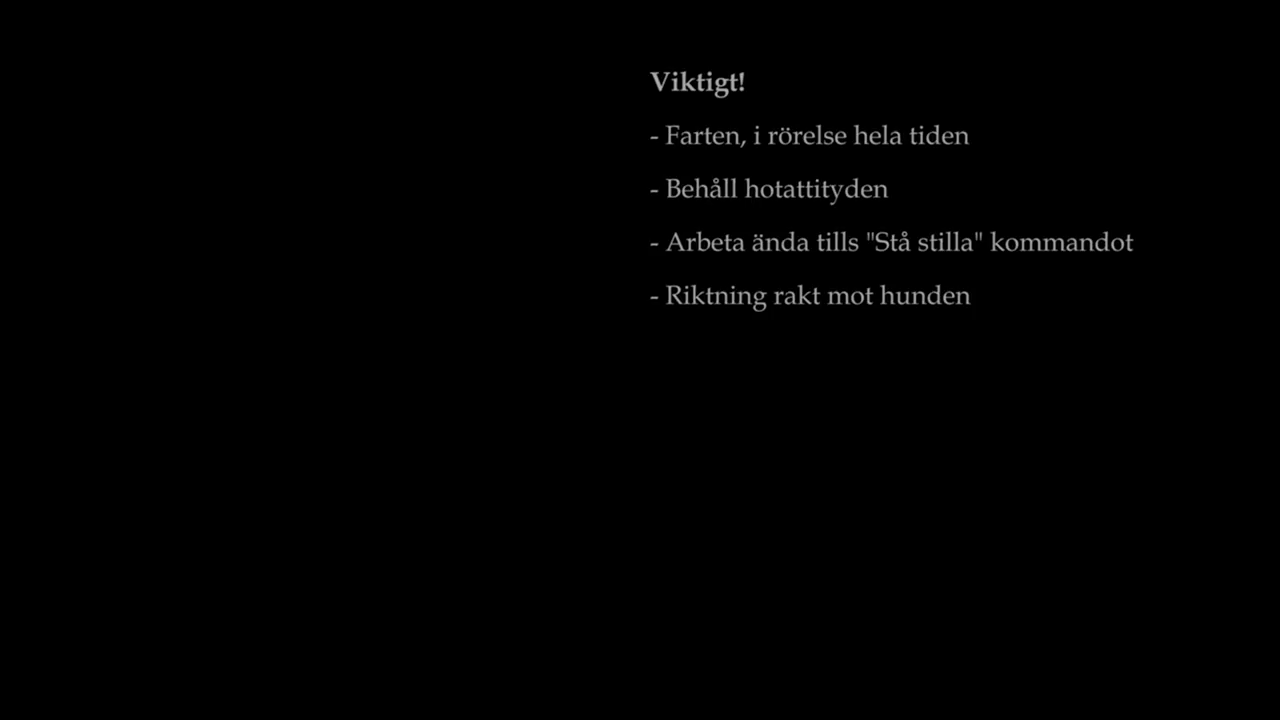 Viktigt!
- Farten, i rörelse hela tiden
- Behåll hotattityden
- Arbeta ända tills "Stå stilla" kommandot
- Riktning rakt mot hunden